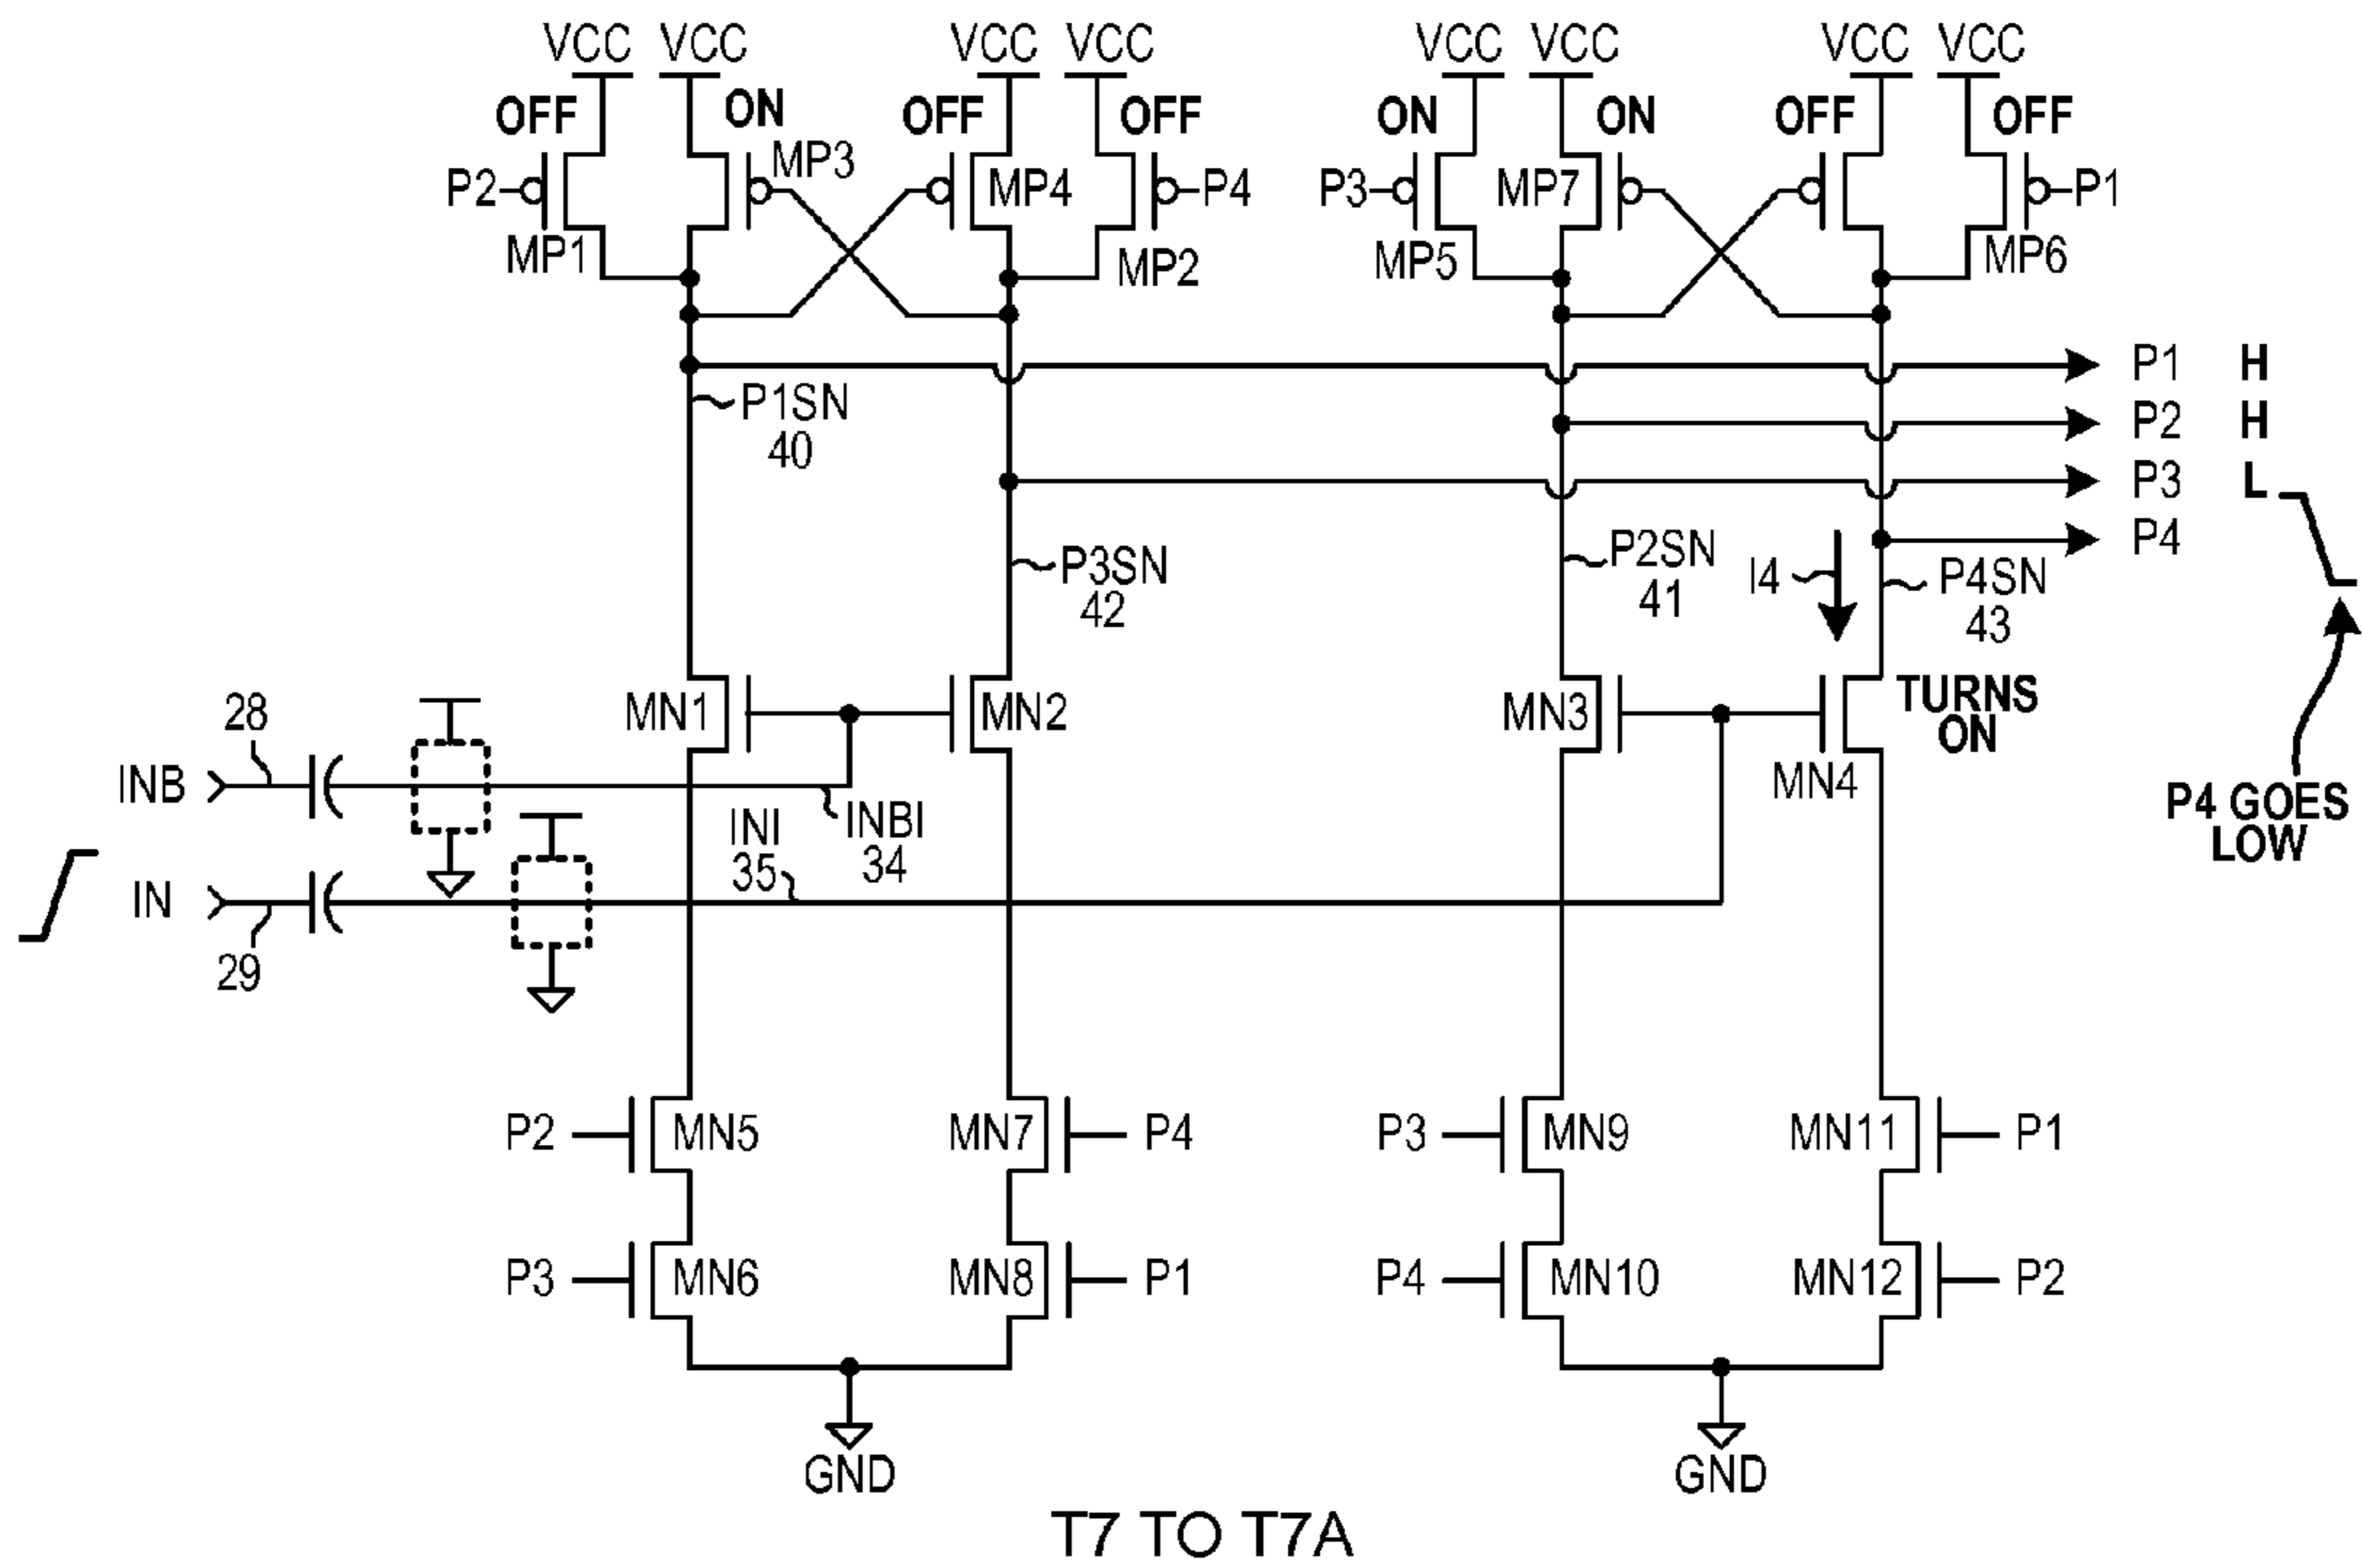 VCC VCC VCC VCC VCC VCC VCC VCC
OFF ON OFF OFF ON ON OFF OFF
P2 MP3 MP4 P4 P3 MP7 P1
MP1 MP2 MP5 MP6
P1 H
P1SN
40
P2 H
P3 L
P4
P3SN
42
P2SN
41
I4
P4SN
43
MN1 MN2 MN3 TURNS
ON
MN4
28
INB
INI
35
INBI
34
IN
29
P4 GOES
LOW
P2 MN5 MN7 P4 P3 MN9 MN11 P1
P3 MN6 MN8 P1 P4 MN10 MN12 P2
GND GND
T7 TO T7A